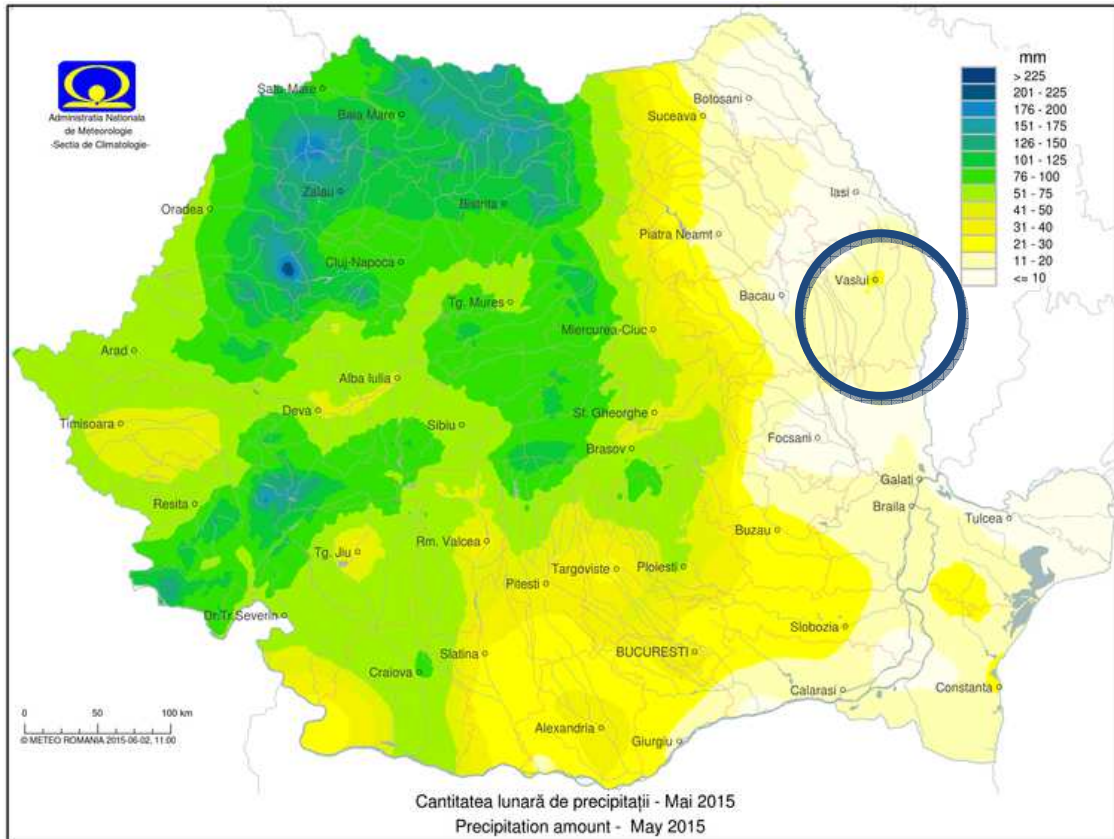 Administratia Nationala
de Meteorologie
-Sectia de Climatologie-
mm
> 225
201 - 225
176 - 200
151 - 175
126 - 150
101 - 125
76 - 100
51 - 75
41 - 50
31 - 40
21 - 30
11 - 20
<= 10
Botosani
Satu-Mare
Baia Mare
Suceava
Zalau
Iasi
Oradea
Bistrita
Piatra Neamt
Cluj-Napoca
Vaslui
Tg. Mures
Bacau
Miercurea-Ciuc
Arad
Alba Iulia
Deva
Timisoara
Sibiu
Sf. Gheorghe
Brasov
Focsani
Galati
Resita
Braila
Tulcea
Buzau
Tg. Jiu
Rm. Valcea
Targoviste
Ploiesti
Pitesti
Dr.Tr.Severin
Slobozia
Slatina
BUCURESTI
Craiova
Calarasi
Constanta
Alexandria
Giurgiu
0 50 100 km
© METEO ROMANIA 2015-06-02, 11:00
Cantitatea lunară de precipitații - Mai 2015
Precipitation amount - May 2015